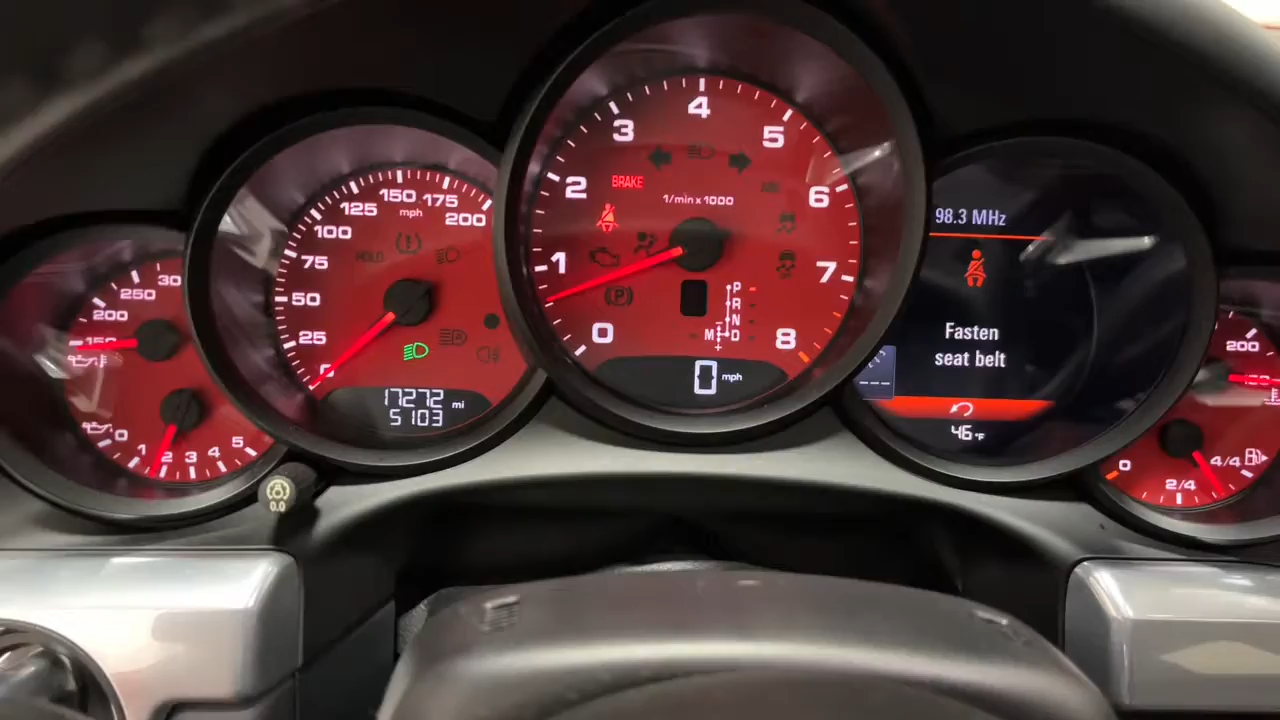 30
250
200
150
0
1
2
3
4
5
0.0
mph
0
25
50
75
100
125
150
175
200
HOLD
17272 mi
5103
BRAKE
1/min x 1000
0
1
2
3
4
5
6
7
8
P
R
N
M D
+
0 mph
98.3 MHz
Fasten
seat belt
---
46°F
200
0
2/4
4/4